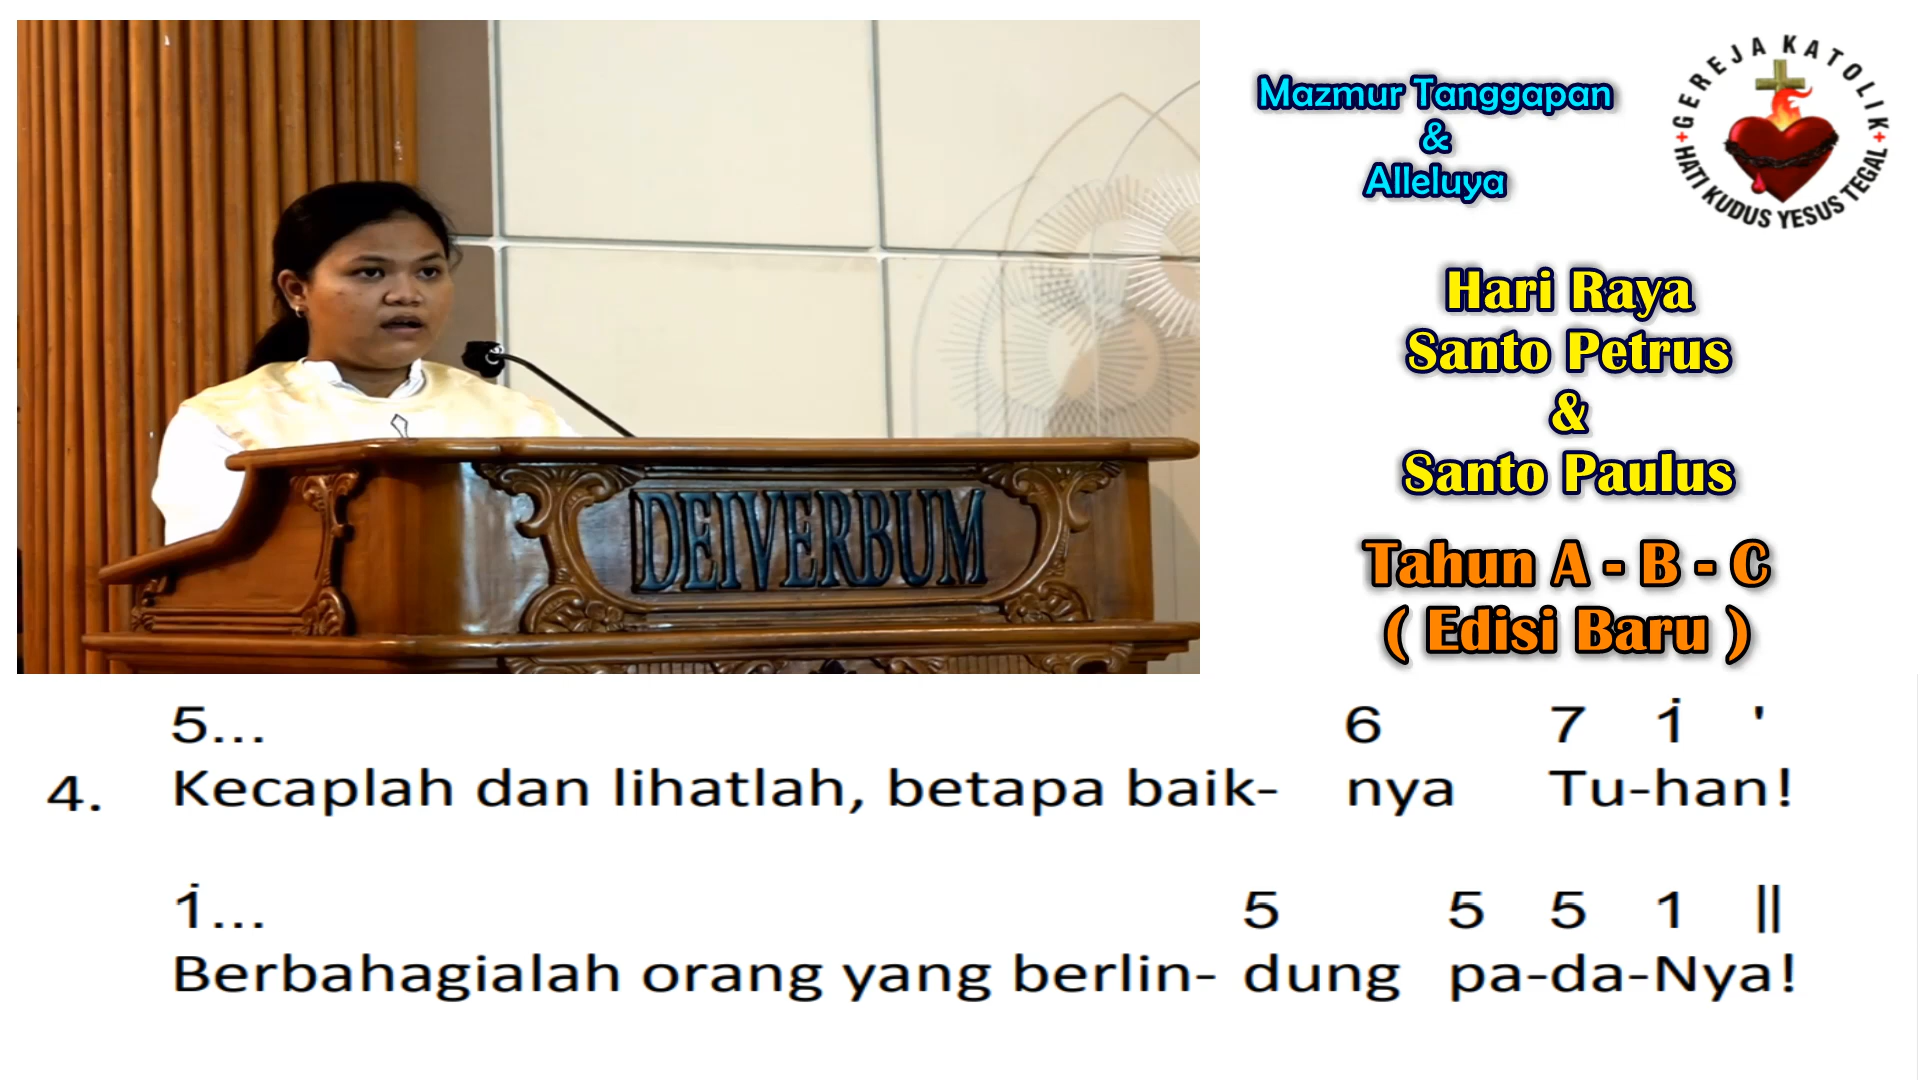 Mazmur Tanggapan
&
Alleluya
GEREJA KATOLIK
HATI KUDUS YESUS TEGAL
Hari Raya
Santo Petrus
&
Santo Paulus
Tahun A - B - C
( Edisi Baru )
DEIVERBUM
5... 6 7 1̇ '
4. Kecaplah dan lihatlah, betapa baik- nya Tu-han!
1̇... 5 5 5 1 ||
Berbahagialah orang yang berlin- dung pa-da-Nya!